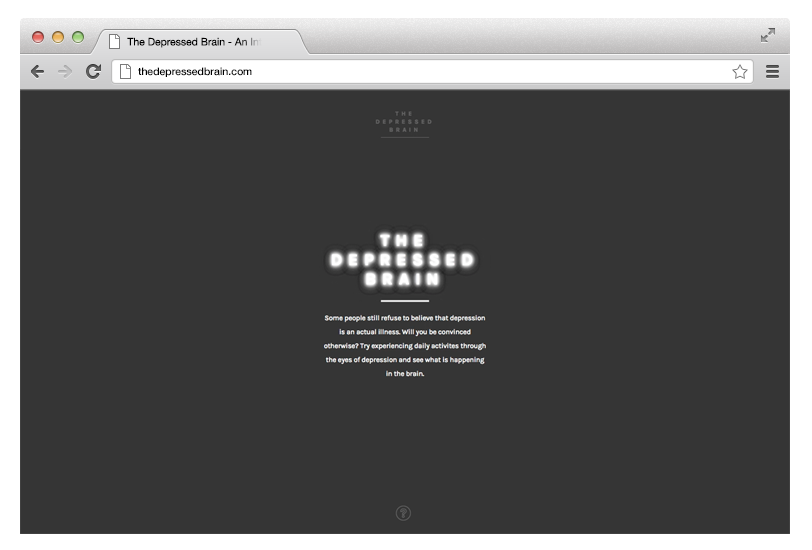 The Depressed Brain - An In
thedepressedbrain.com
THE
DEPRESSED
BRAIN
THE
DEPRESSED
BRAIN
Some people still refuse to believe that depression
is an actual illness. Will you be convinced
otherwise? Try experiencing daily activites through
the eyes of depression and see what is happening
in the brain.
?